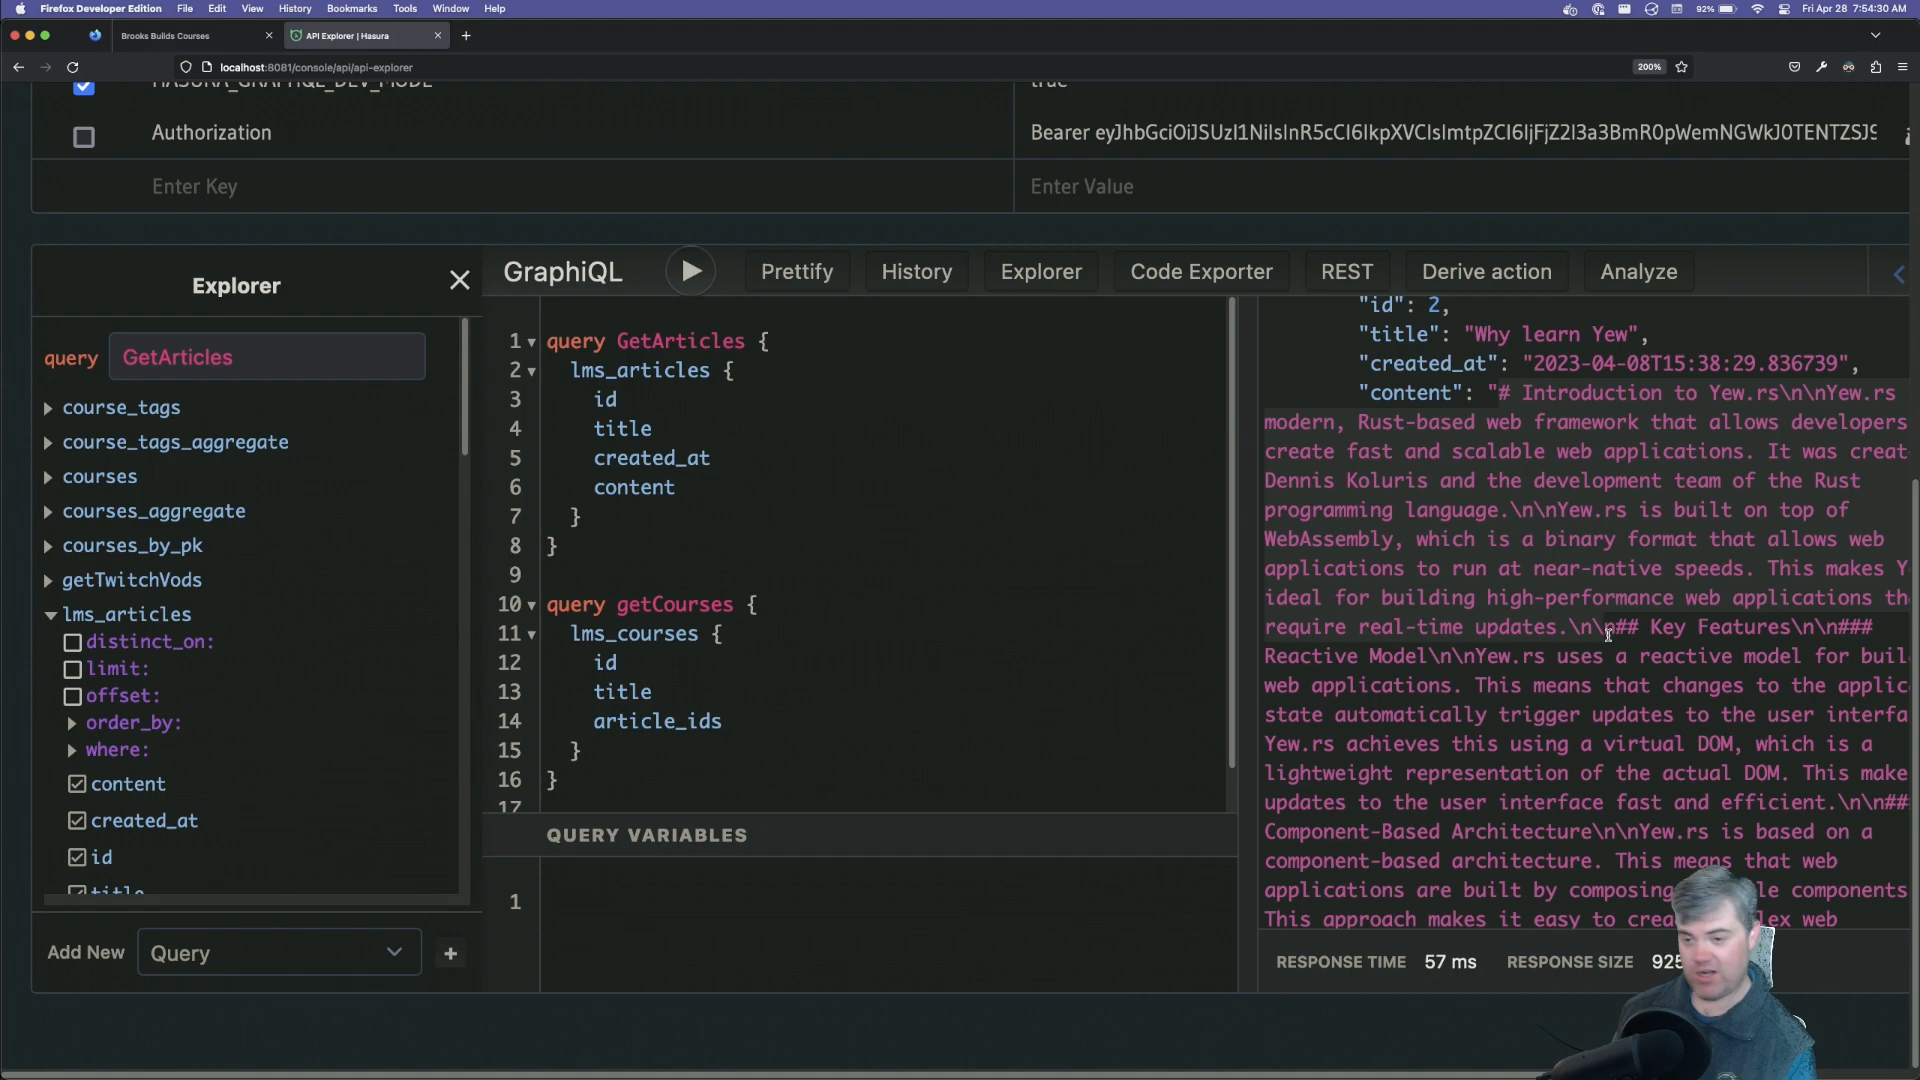 Firefox Developer Edition File Edit View History Bookmarks Tools Window Help 92% Fri Apr 28 7:54:30 AM
Brooks Builds Courses API Explorer | Hasura
localhost:8081/console/api/api-explorer 200%
HASURA_GRAPHIQL_DEV_MODE true
Authorization
Enter Key Enter Value
Explorer
query GetArticles
course_tags
course_tags_aggregate
courses
courses_aggregate
courses_by_pk
getTwitchVods
lms_articles
distinct_on:
limit:
offset:
order_by:
where:
content
created_at
id
title
Add New Query +
GraphiQL Prettify History Explorer Code Exporter REST Derive action Analyze
1 query GetArticles {
2 lms_articles {
3 id
4 title
5 created_at
6 content
7 }
8 }
9
10 query getCourses {
11 lms_courses {
12 id
13 title
14 article_ids
15 }
16 }
17
QUERY VARIABLES
1
"id": 2,
"title": "Why learn Yew",
"created_at": "2023-04-08T15:38:29.836739",
"content": "# Introduction to Yew.rs\n\nYew.rs
modern, Rust-based web framework that allows developers
create fast and scalable web applications. It was creat
Dennis Koluris and the development team of the Rust
programming language.\n\nYew.rs is built on top of
WebAssembly, which is a binary format that allows web
applications to run at near-native speeds. This makes Y
ideal for building high-performance web applications th
require real-time updates.\n\n## Key Features\n\n###
Reactive Model\n\nYew.rs uses a reactive model for buil
web applications. This means that changes to the applic
state automatically trigger updates to the user interfa
Yew.rs achieves this using a virtual DOM, which is a
lightweight representation of the actual DOM. This make
updates to the user interface fast and efficient.\n\n##
Component-Based Architecture\n\nYew.rs is based on a
component-based architecture. This means that web
applications are built by composing le components
This approach makes it easy to crea lex web
RESPONSE TIME 57 ms RESPONSE SIZE 925